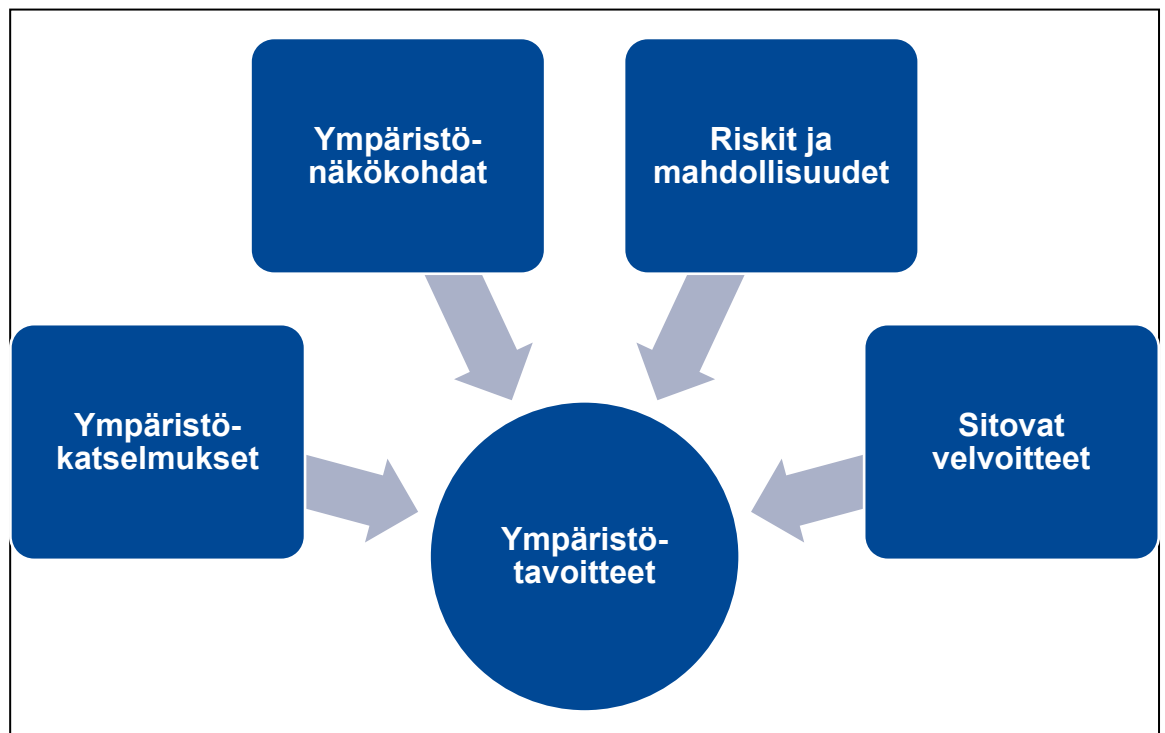 Ympäristö-
näkökohdat
Riskit ja
mahdollisuudet
Ympäristö-
katselmukset
Sitovat
velvoitteet
Ympäristö-
tavoitteet